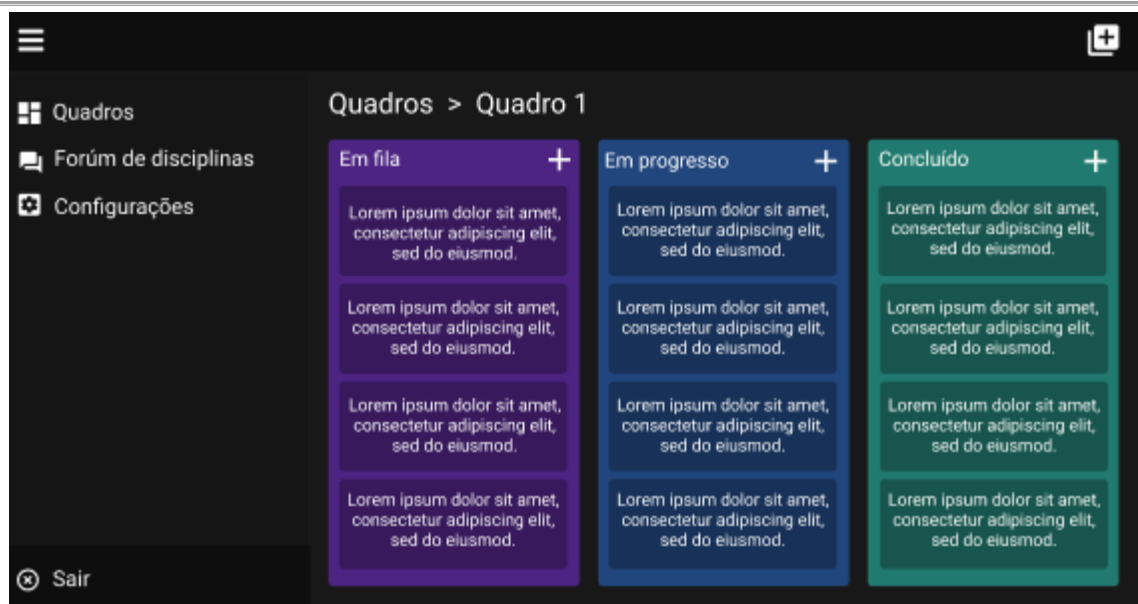 Quadros
Forúm de disciplinas
Configurações
Sair
Quadros > Quadro 1
Em fila
Lorem ipsum dolor sit amet,
consectetur adipiscing elit,
sed do eiusmod.
Lorem ipsum dolor sit amet,
consectetur adipiscing elit,
sed do eiusmod.
Lorem ipsum dolor sit amet,
consectetur adipiscing elit,
sed do eiusmod.
Lorem ipsum dolor sit amet,
consectetur adipiscing elit,
sed do eiusmod.
Em progresso
Lorem ipsum dolor sit amet,
consectetur adipiscing elit,
sed do eiusmod.
Lorem ipsum dolor sit amet,
consectetur adipiscing elit,
sed do eiusmod.
Lorem ipsum dolor sit amet,
consectetur adipiscing elit,
sed do eiusmod.
Lorem ipsum dolor sit amet,
consectetur adipiscing elit,
sed do eiusmod.
Concluído
Lorem ipsum dolor sit amet,
consectetur adipiscing elit,
sed do eiusmod.
Lorem ipsum dolor sit amet,
consectetur adipiscing elit,
sed do eiusmod.
Lorem ipsum dolor sit amet,
consectetur adipiscing elit,
sed do eiusmod.
Lorem ipsum dolor sit amet,
consectetur adipiscing elit,
sed do eiusmod.